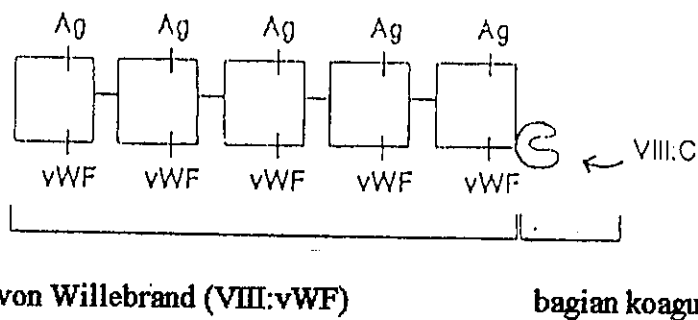 Ag Ag Ag Ag Ag
vWF vWF vWF vWF vWF
VIII:C
von Willebrand (VIII:vWF)
bagian koagu